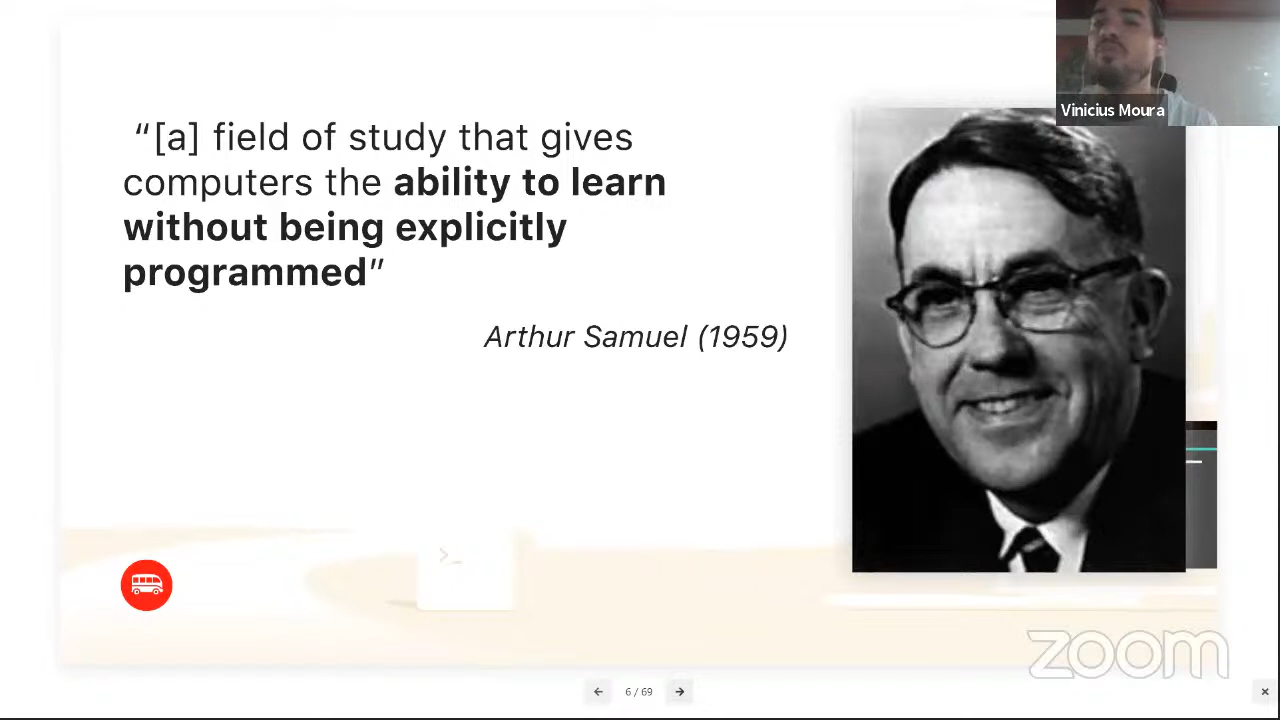 Vinicius Moura
“[a] field of study that gives
computers the ability to learn
without being explicitly
programmed”
Arthur Samuel (1959)
>_
zoom
6 / 69